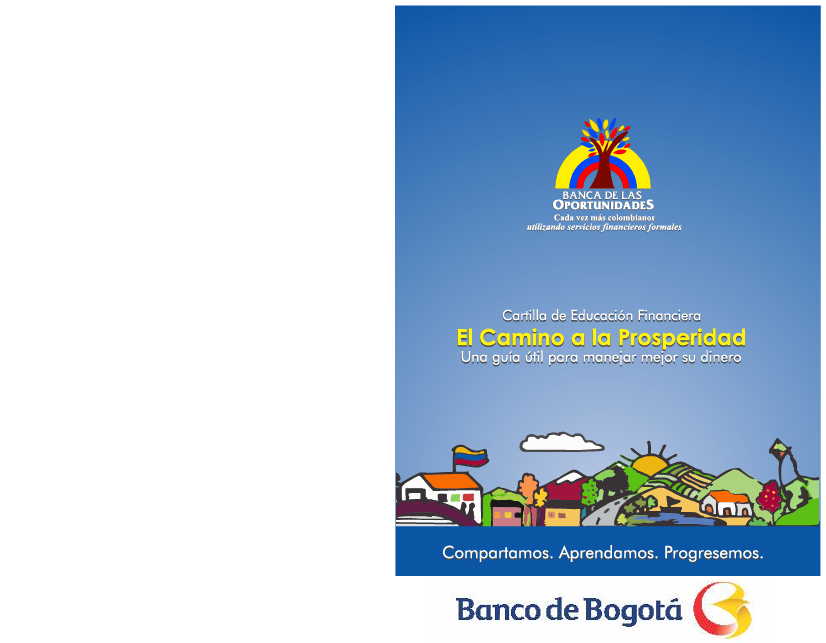 BANCA DE LAS
OPORTUNIDADES
Cada vez más colombianos
utilizando servicios financieros formales
Cartilla de Educación Financiera
El Camino a la Prosperidad
Una guía útil para manejar mejor su dinero
Compartamos. Aprendamos. Progresemos.
Banco de Bogotá